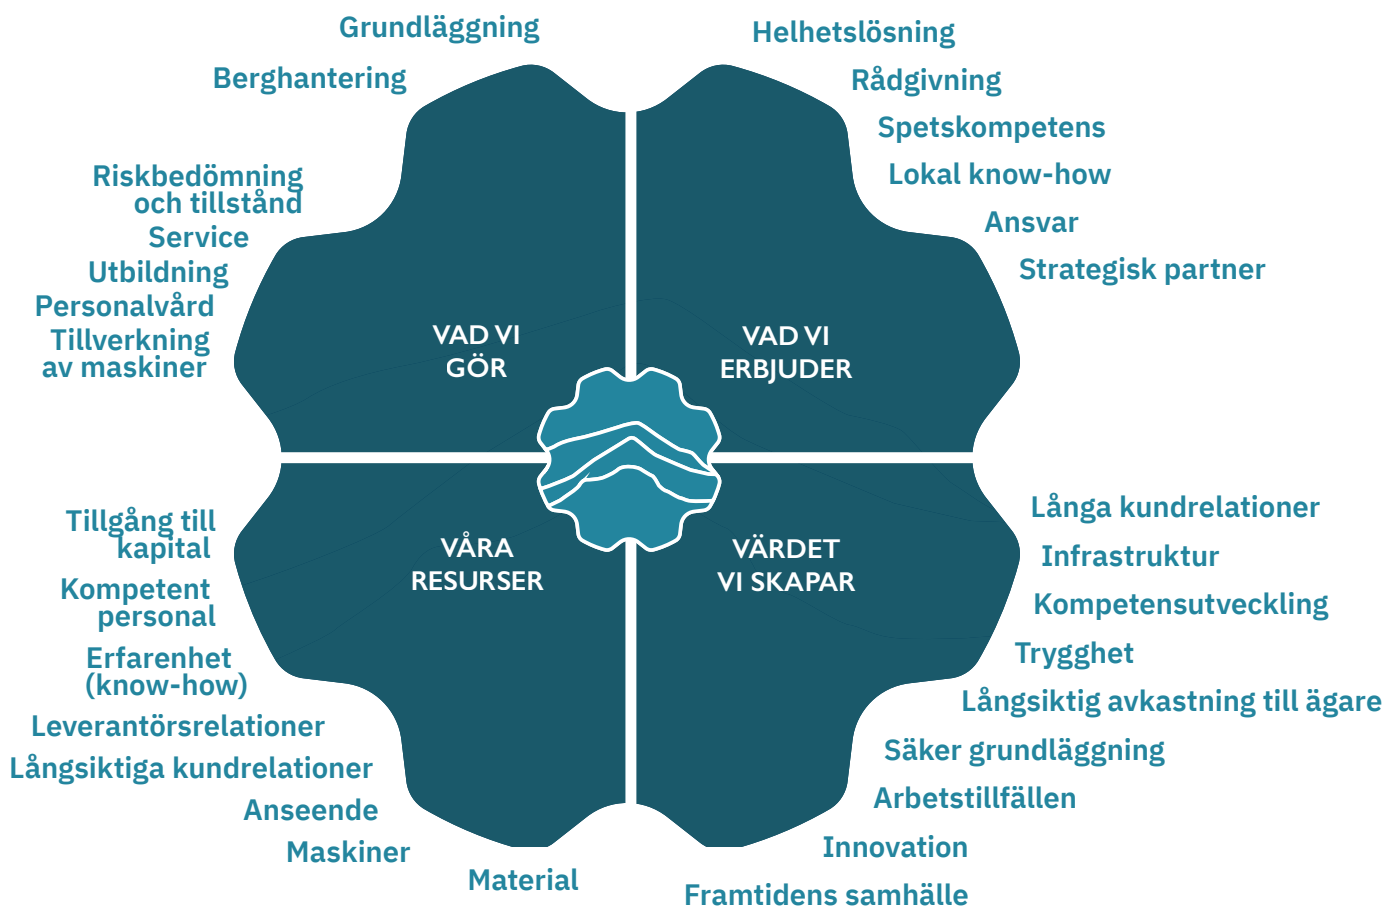 Grundläggning
Berghantering
Riskbedömning
och tillstånd
Service
Utbildning
Personalvård
Tillverkning
av maskiner
VAD VI
GÖR
Helhetslösning
Rådgivning
Spetskompetens
Lokal know-how
Ansvar
Strategisk partner
VAD VI
ERBJUDER
Tillgång till
kapital
Kompetent
personal
Erfarenhet
(know-how)
Leverantörsrelationer
Långsiktiga kundrelationer
Anseende
Maskiner
Material
VÅRA
RESURSER
VÄRDET
VI SKAPAR
Långa kundrelationer
Infrastruktur
Kompetensutveckling
Trygghet
Långsiktig avkastning till ägare
Säker grundläggning
Arbetstillfällen
Innovation
Framtidens samhälle